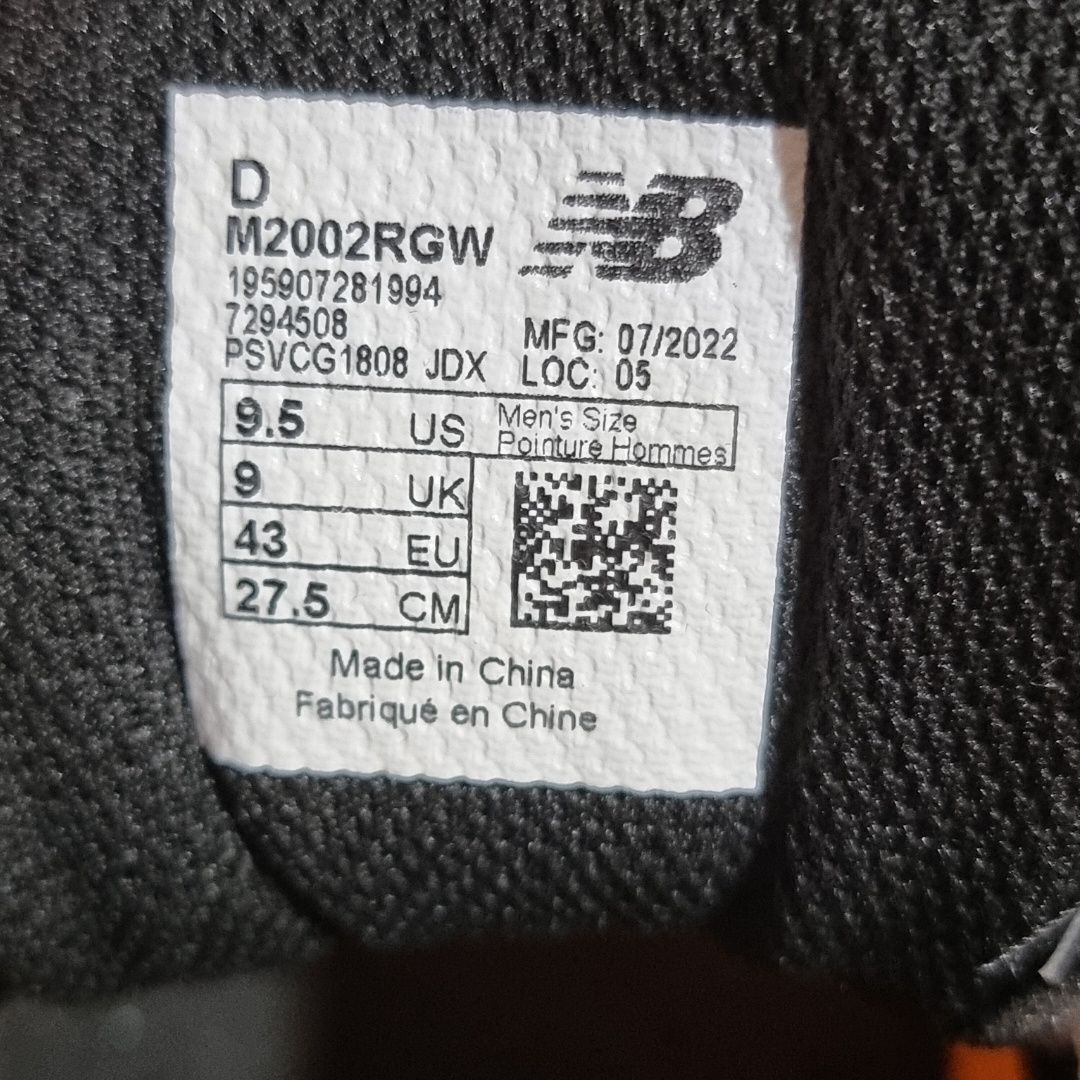 D
NB
M2002RGW
195907281994
7294508
MFG: 07/2022
PSVCG1808 JDX
LOC: 05
9.5 US
Men's Size
Pointure Hommes
9 UK
43 EU
27.5 CM
Made in China
Fabriqué en Chine